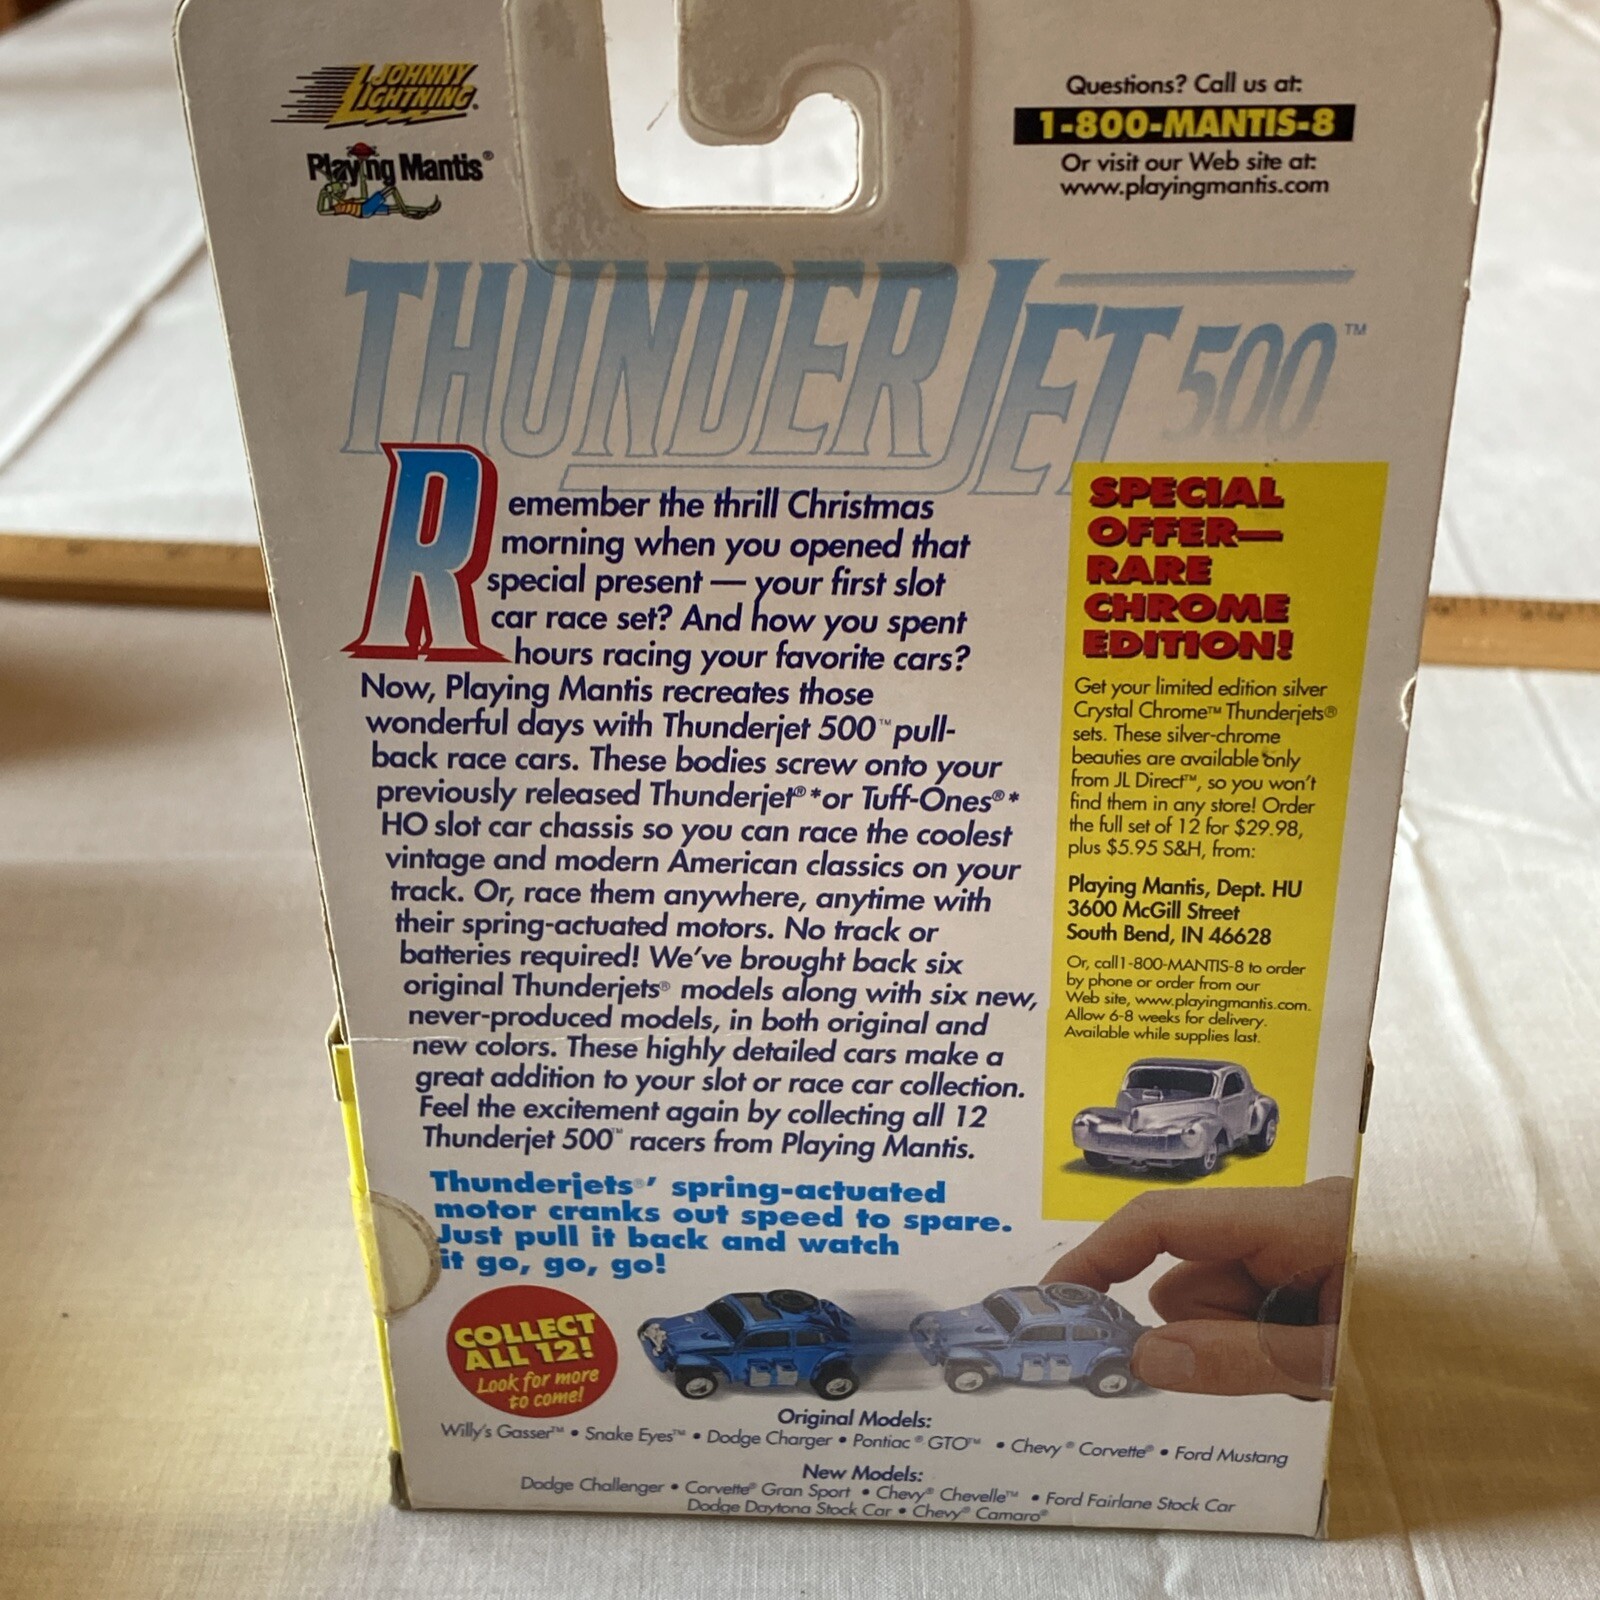 JOHNNY
LIGHTNING®
Playing Mantis®
Questions? Call us at:
1-800-MANTIS-8
Or visit our Web site at:
www.playingmantis.com
THUNDERJET 500™
Remember the thrill Christmas
morning when you opened that
special present — your first slot
car race set? And how you spent
hours racing your favorite cars?
Now, Playing Mantis recreates those
wonderful days with Thunderjet 500™ pull-
back race cars. These bodies screw onto your
previously released Thunderjet®* or Tuff-Ones®*
HO slot car chassis so you can race the coolest
vintage and modern American classics on your
track. Or, race them anywhere, anytime with
their spring-actuated motors. No track or
batteries required! We've brought back six
original Thunderjets® models along with six new,
never-produced models, in both original and
new colors. These highly detailed cars make a
great addition to your slot or race car collection.
Feel the excitement again by collecting all 12
Thunderjet 500™ racers from Playing Mantis.
Thunderjets®' spring-actuated
motor cranks out speed to spare.
Just pull it back and watch
it go, go, go!
SPECIAL
OFFER—
RARE
CHROME
EDITION!
Get your limited edition silver
Crystal Chrome™ Thunderjets®
sets. These silver-chrome
beauties are available only
from JL Direct™, so you won't
find them in any store! Order
the full set of 12 for $29.98,
plus $5.95 S&H, from:
Playing Mantis, Dept. HU
3600 McGill Street
South Bend, IN 46628
Or, call 1-800-MANTIS-8 to order
by phone or order from our
Web site, www.playingmantis.com.
Allow 6-8 weeks for delivery.
Available while supplies last.
COLLECT
ALL 12!
Look for more
to come!
Original Models:
Willy's Gasser™ • Snake Eyes™ • Dodge Charger • Pontiac® GTO™ • Chevy® Corvette® • Ford Mustang
New Models:
Dodge Challenger • Corvette® Gran Sport • Chevy® Chevelle™ • Ford Fairlane Stock Car
Dodge Daytona Stock Car • Chevy® Camaro®